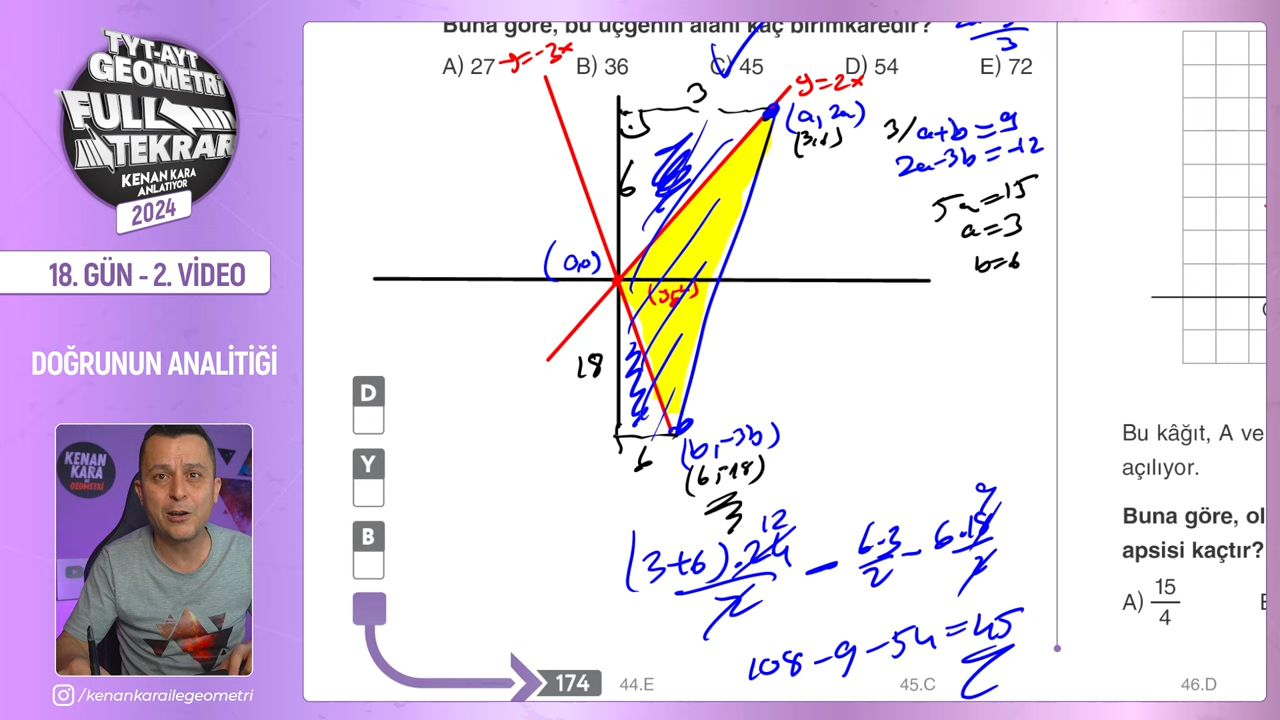 TYT-AYT
GEOMETRİ
FULL
TEKRAR
KENAN KARA
ANLATIYOR
2024
18. GÜN - 2. VİDEO
DOĞRUNUN ANALİTİĞİ
KENAN
KARA
GEOMETRİ
/kenankarailegeometri
Buna göre, bu üçgenin alanı kaç birimkaredir?
A) 27 B) 36 C) 45 D) 54 E) 72
y=-3x
y=2x
3
(a, 2a)
6
(0,0)
18
6
(b, -3b)
(6, -18)
3/ a+b=9
2a-3b=-12
5a=15
a=3
b=6
(3+6).24 12
2
- 6.3
2
- 6.18 9
2
108-9-54=45
D
Y
B
174
44.E
45.C
46.D
Bu kâğıt, A ve
açılıyor.
Buna göre, ol
apsisi kaçtır?
A) 15
4